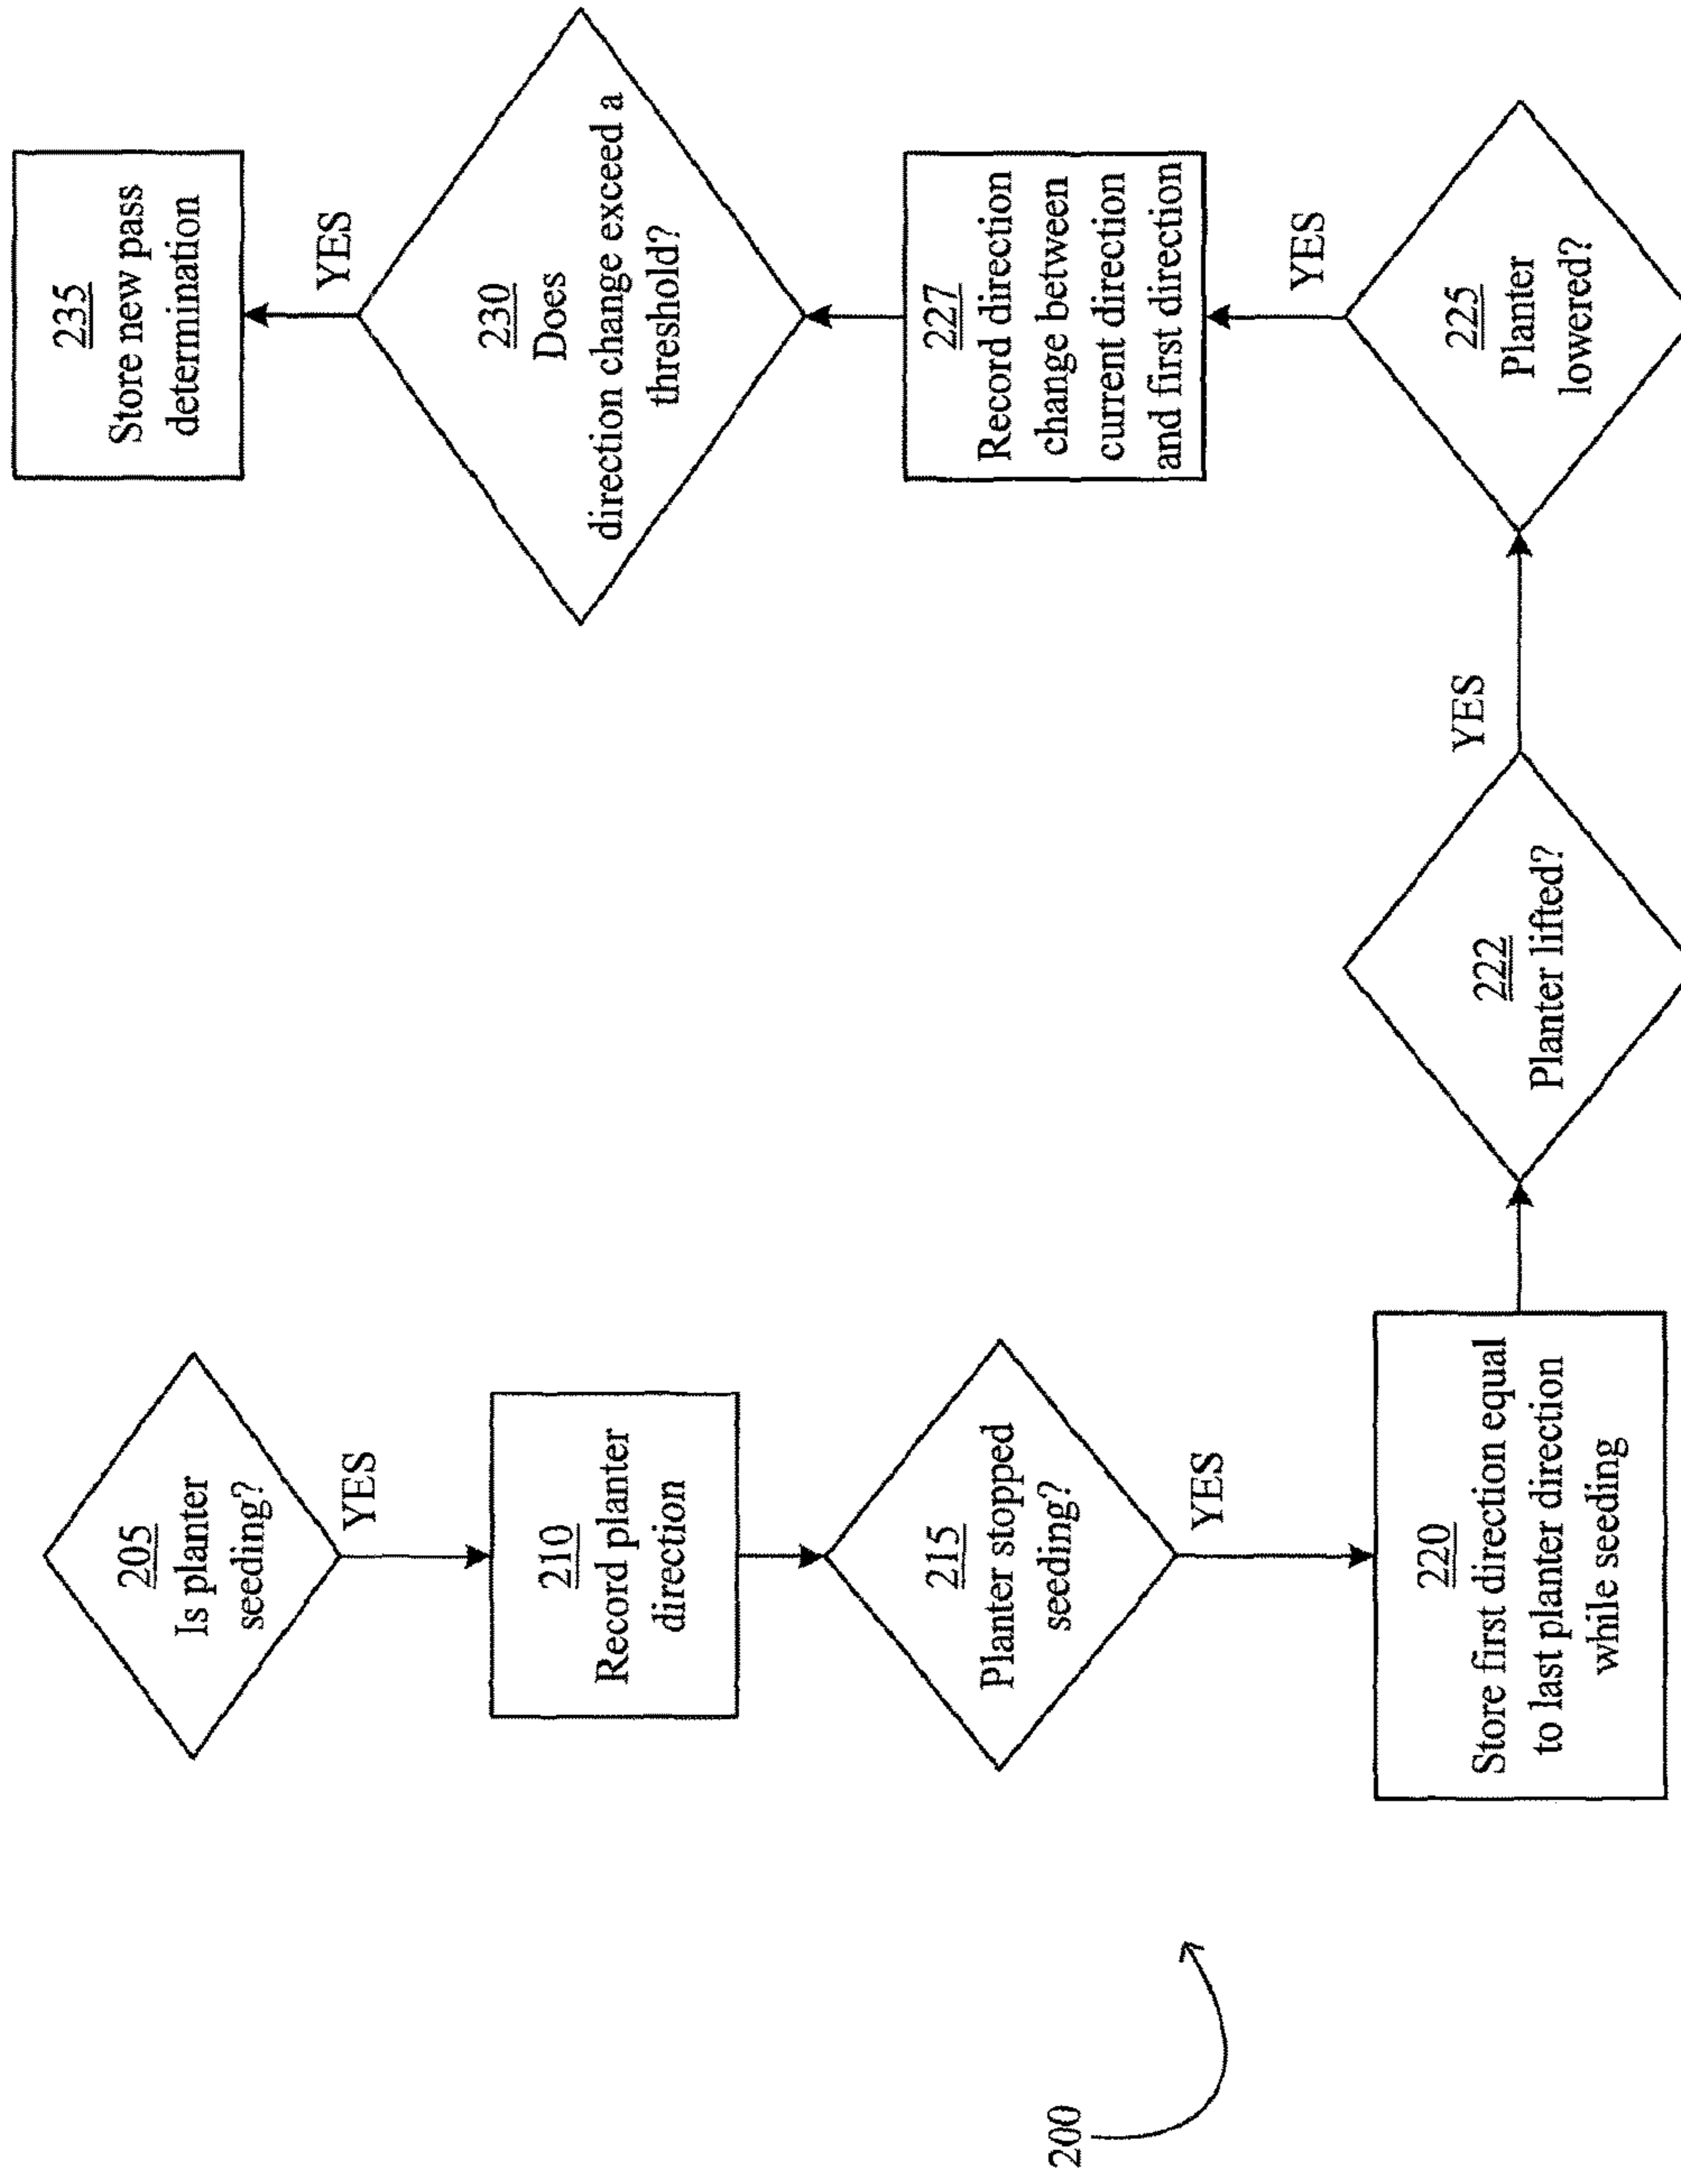 205
Is planter
seeding?
YES
210
Record planter
direction
215
Planter stopped
seeding?
YES
220
Store first direction equal
to last planter direction
while seeding
222
Planter lifted?
YES
225
Planter
lowered?
YES
227
Record direction
change between
current direction
and first direction
230
Does
direction change exceed a
threshold?
YES
235
Store new pass
determination
200